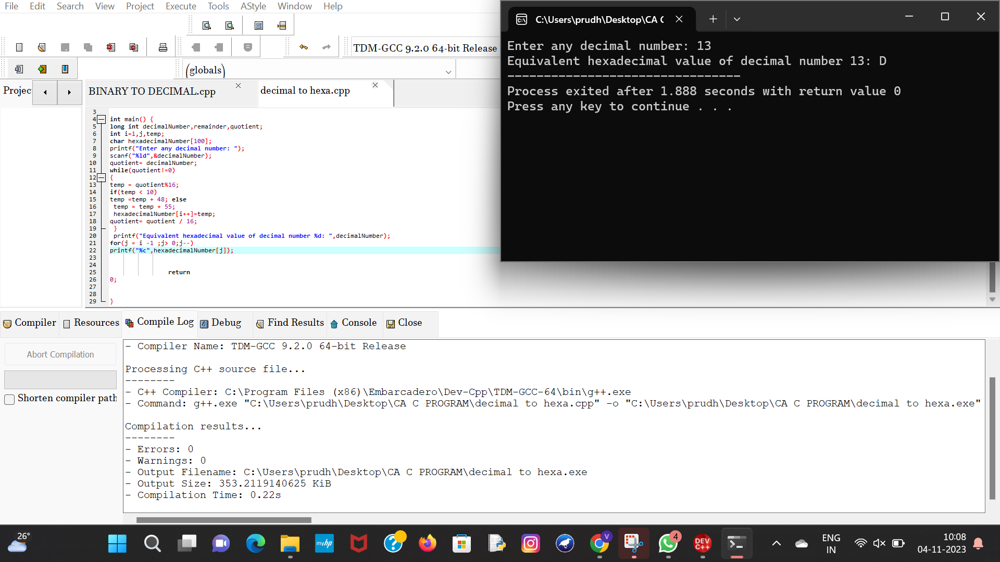 File Edit Search View Project Execute Tools AStyle Window Help
TDM-GCC 9.2.0 64-bit Release
(globals)
Projec
BINARY TO DECIMAL.cpp
decimal to hexa.cpp
3
4 int main() {
5 long int decimalNumber,remainder,quotient;
6 int i=1,j,temp;
7 char hexadecimalNumber[100];
8 printf("Enter any decimal number: ");
9 scanf("%ld",&decimalNumber);
10 quotient= decimalNumber;
11 while(quotient!=0)
12 {
13 temp = quotient%16;
14 if(temp < 10)
15 temp =temp + 48; else
16 temp = temp + 55;
17 hexadecimalNumber[i++]=temp;
18 quotient= quotient / 16;
19 }
20 printf("Equivalent hexadecimal value of decimal number %d: ",decimalNumber);
21 for(j = i -1 ;j> 0;j--)
22 printf("%c",hexadecimalNumber[j]);
23
24
25 return
26 0;
27
28
29 }
C:\Users\prudh\Desktop\CA C
Enter any decimal number: 13
Equivalent hexadecimal value of decimal number 13: D
--------------------------------
Process exited after 1.888 seconds with return value 0
Press any key to continue . . .
Compiler Resources Compile Log Debug Find Results Console Close
Abort Compilation
Shorten compiler path
- Compiler Name: TDM-GCC 9.2.0 64-bit Release
Processing C++ source file...
--------
- C++ Compiler: C:\Program Files (x86)\Embarcadero\Dev-Cpp\TDM-GCC-64\bin\g++.exe
- Command: g++.exe "C:\Users\prudh\Desktop\CA C PROGRAM\decimal to hexa.cpp" -o "C:\Users\prudh\Desktop\CA C PROGRAM\decimal to hexa.exe"
Compilation results...
--------
- Errors: 0
- Warnings: 0
- Output Filename: C:\Users\prudh\Desktop\CA C PROGRAM\decimal to hexa.exe
- Output Size: 353.2119140625 KiB
- Compilation Time: 0.22s
26°
myhp
V
4
DEV C++
ENG
IN
10:08
04-11-2023